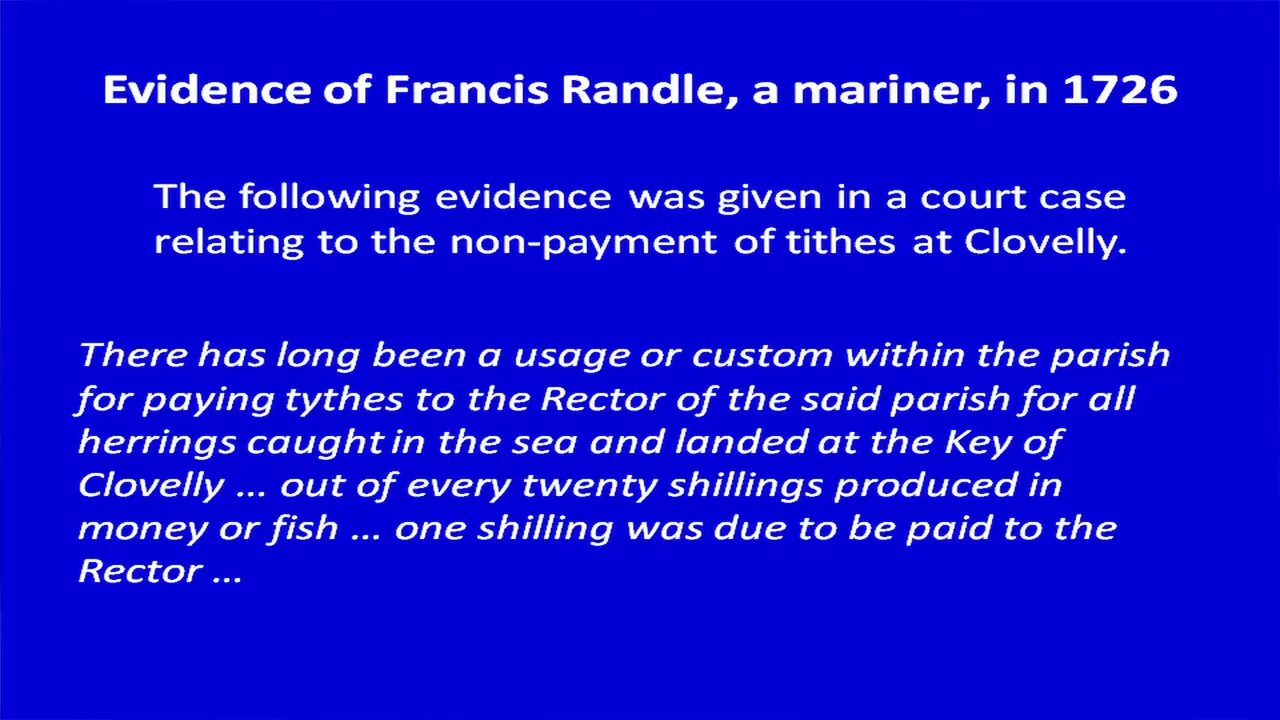 Evidence of Francis Randle, a mariner, in 1726
The following evidence was given in a court case
relating to the non-payment of tithes at Clovelly.
There has long been a usage or custom within the parish
for paying tythes to the Rector of the said parish for all
herrings caught in the sea and landed at the Key of
Clovelly ... out of every twenty shillings produced in
money or fish ... one shilling was due to be paid to the
Rector ...